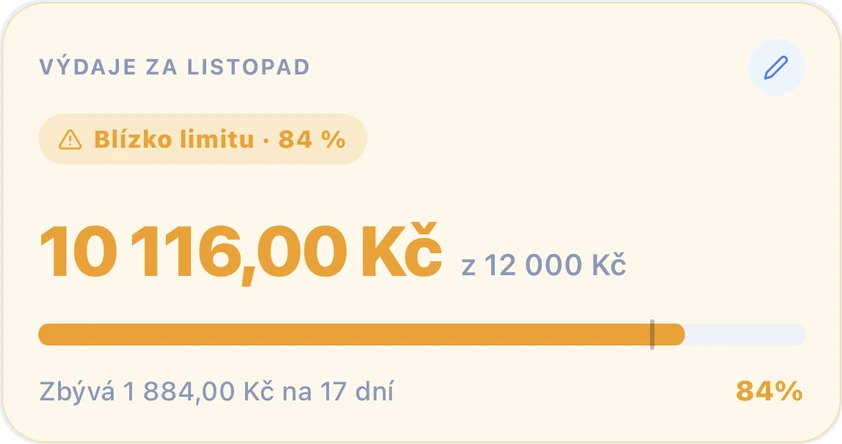 VÝDAJE ZA LISTOPAD
Blízko limitu · 84 %
10 116,00 Kč z 12 000 Kč
Zbývá 1 884,00 Kč na 17 dní 84%